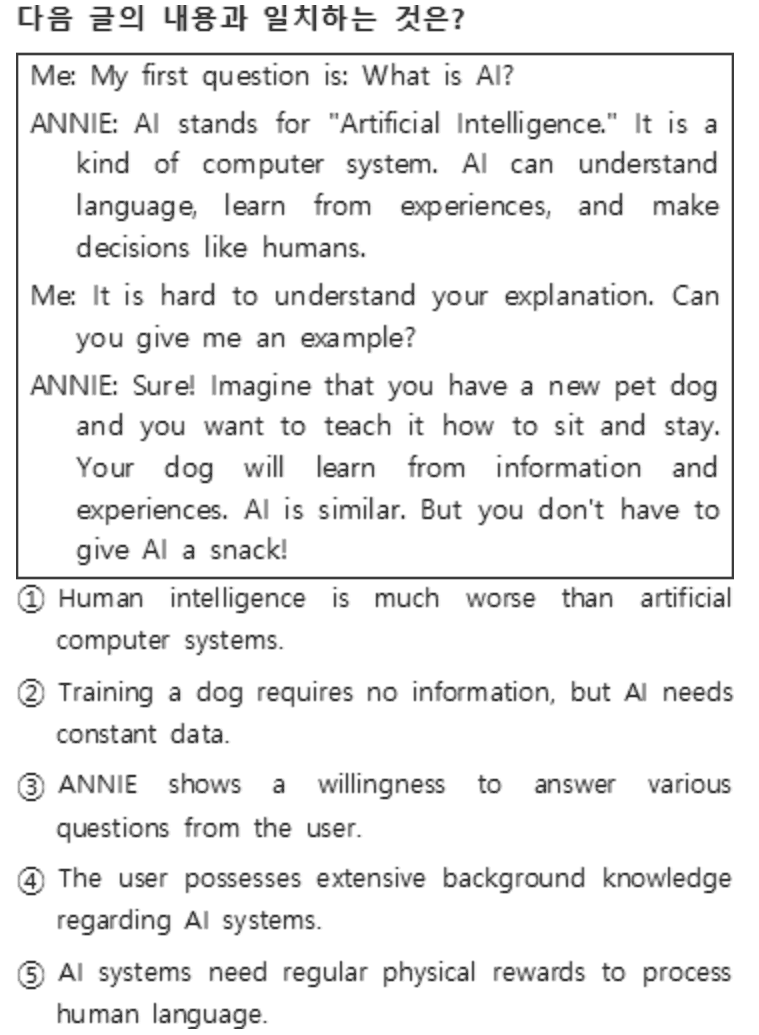 다음 글의 내용과 일치하는 것은?
Me: My first question is: What is AI?
ANNIE: AI stands for "Artificial Intelligence." It is a
kind of computer system. AI can understand
language, learn from experiences, and make
decisions like humans.
Me: It is hard to understand your explanation. Can
you give me an example?
ANNIE: Sure! Imagine that you have a new pet dog
and you want to teach it how to sit and stay.
Your dog will learn from information and
experiences. AI is similar. But you don't have to
give AI a snack!
① Human intelligence is much worse than artificial
computer systems.
② Training a dog requires no information, but AI needs
constant data.
③ ANNIE shows a willingness to answer various
questions from the user.
④ The user possesses extensive background knowledge
regarding AI systems.
⑤ AI systems need regular physical rewards to process
human language.